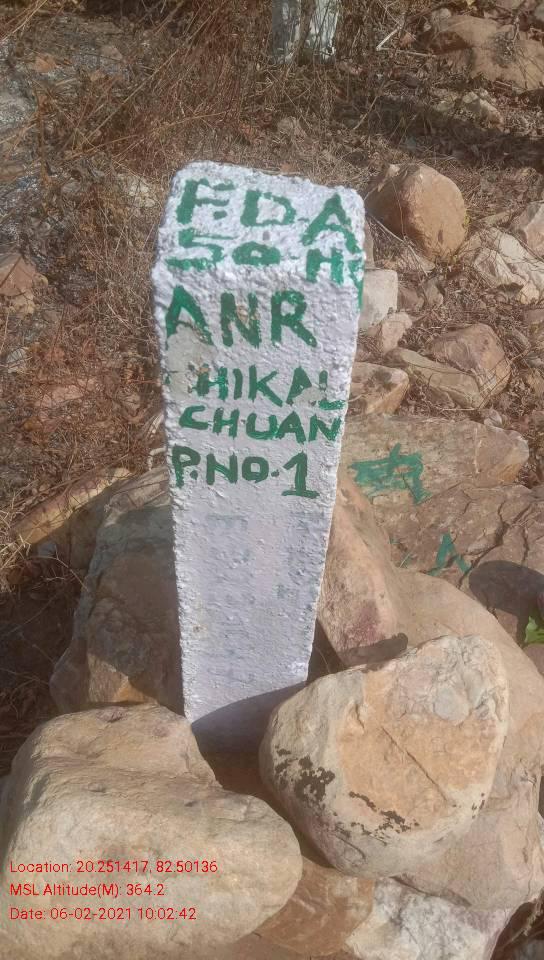 F.D.A
50-H
ANR
HIKAL
CHUAN
P.NO.1
Location: 20.251417, 82.50136
MSL Altitude(M): 364.2
Date: 06-02-2021 10:02:42